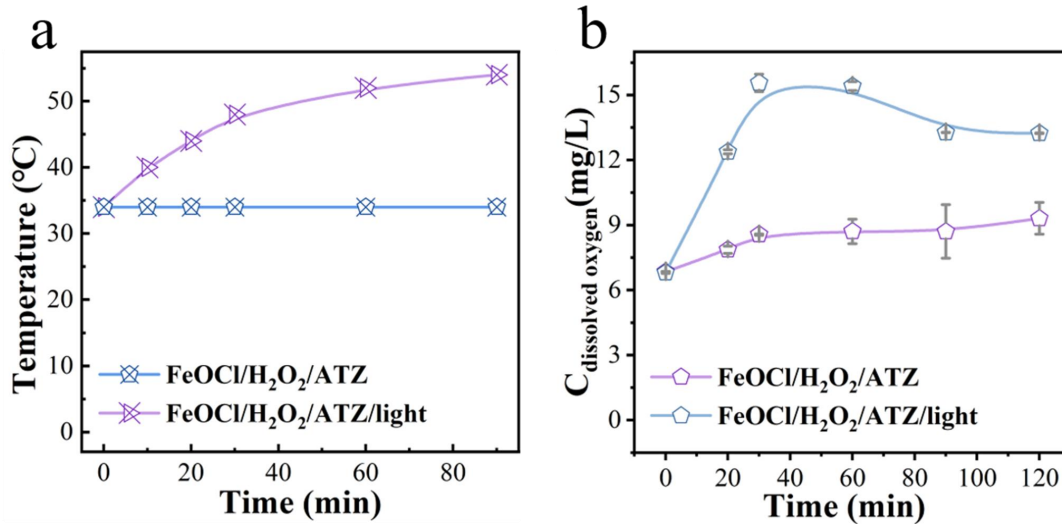 a
Temperature (℃)
50
40
30
20
10
0
FeOCl/H₂O₂/ATZ
FeOCl/H₂O₂/ATZ/light
0 20 40 60 80
Time (min)
b
C dissolved oxygen (mg/L)
15
12
9
6
3
0
FeOCl/H₂O₂/ATZ
FeOCl/H₂O₂/ATZ/light
0 20 40 60 80 100 120
Time (min)